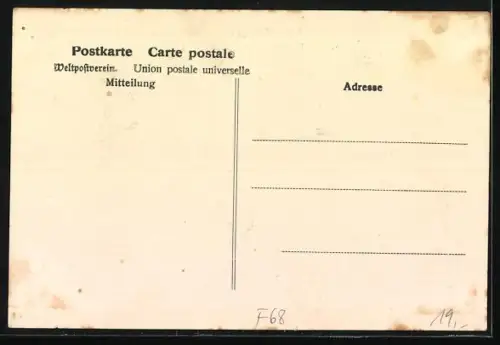 Postkarte Carte postale
Weltpostverein. Union postale universelle
Mitteilung
Adresse
F68
19,-